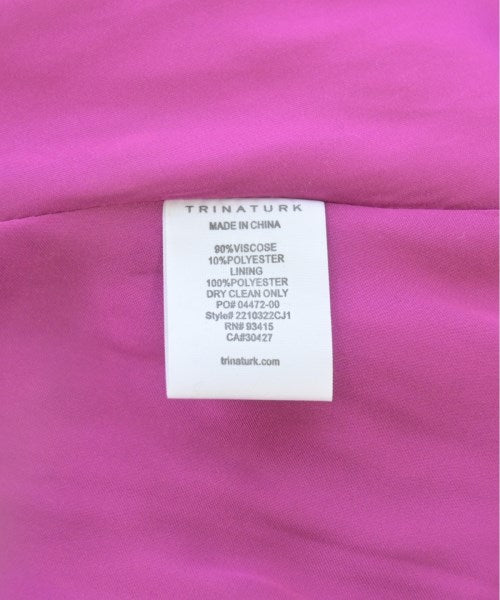 TRINATURK
MADE IN CHINA
90%VISCOSE
10%POLYESTER
LINING
100%POLYESTER
DRY CLEAN ONLY
PO# 04472-00
Style# 2210322CJ1
RN# 93415
CA#30427
trinaturk.com